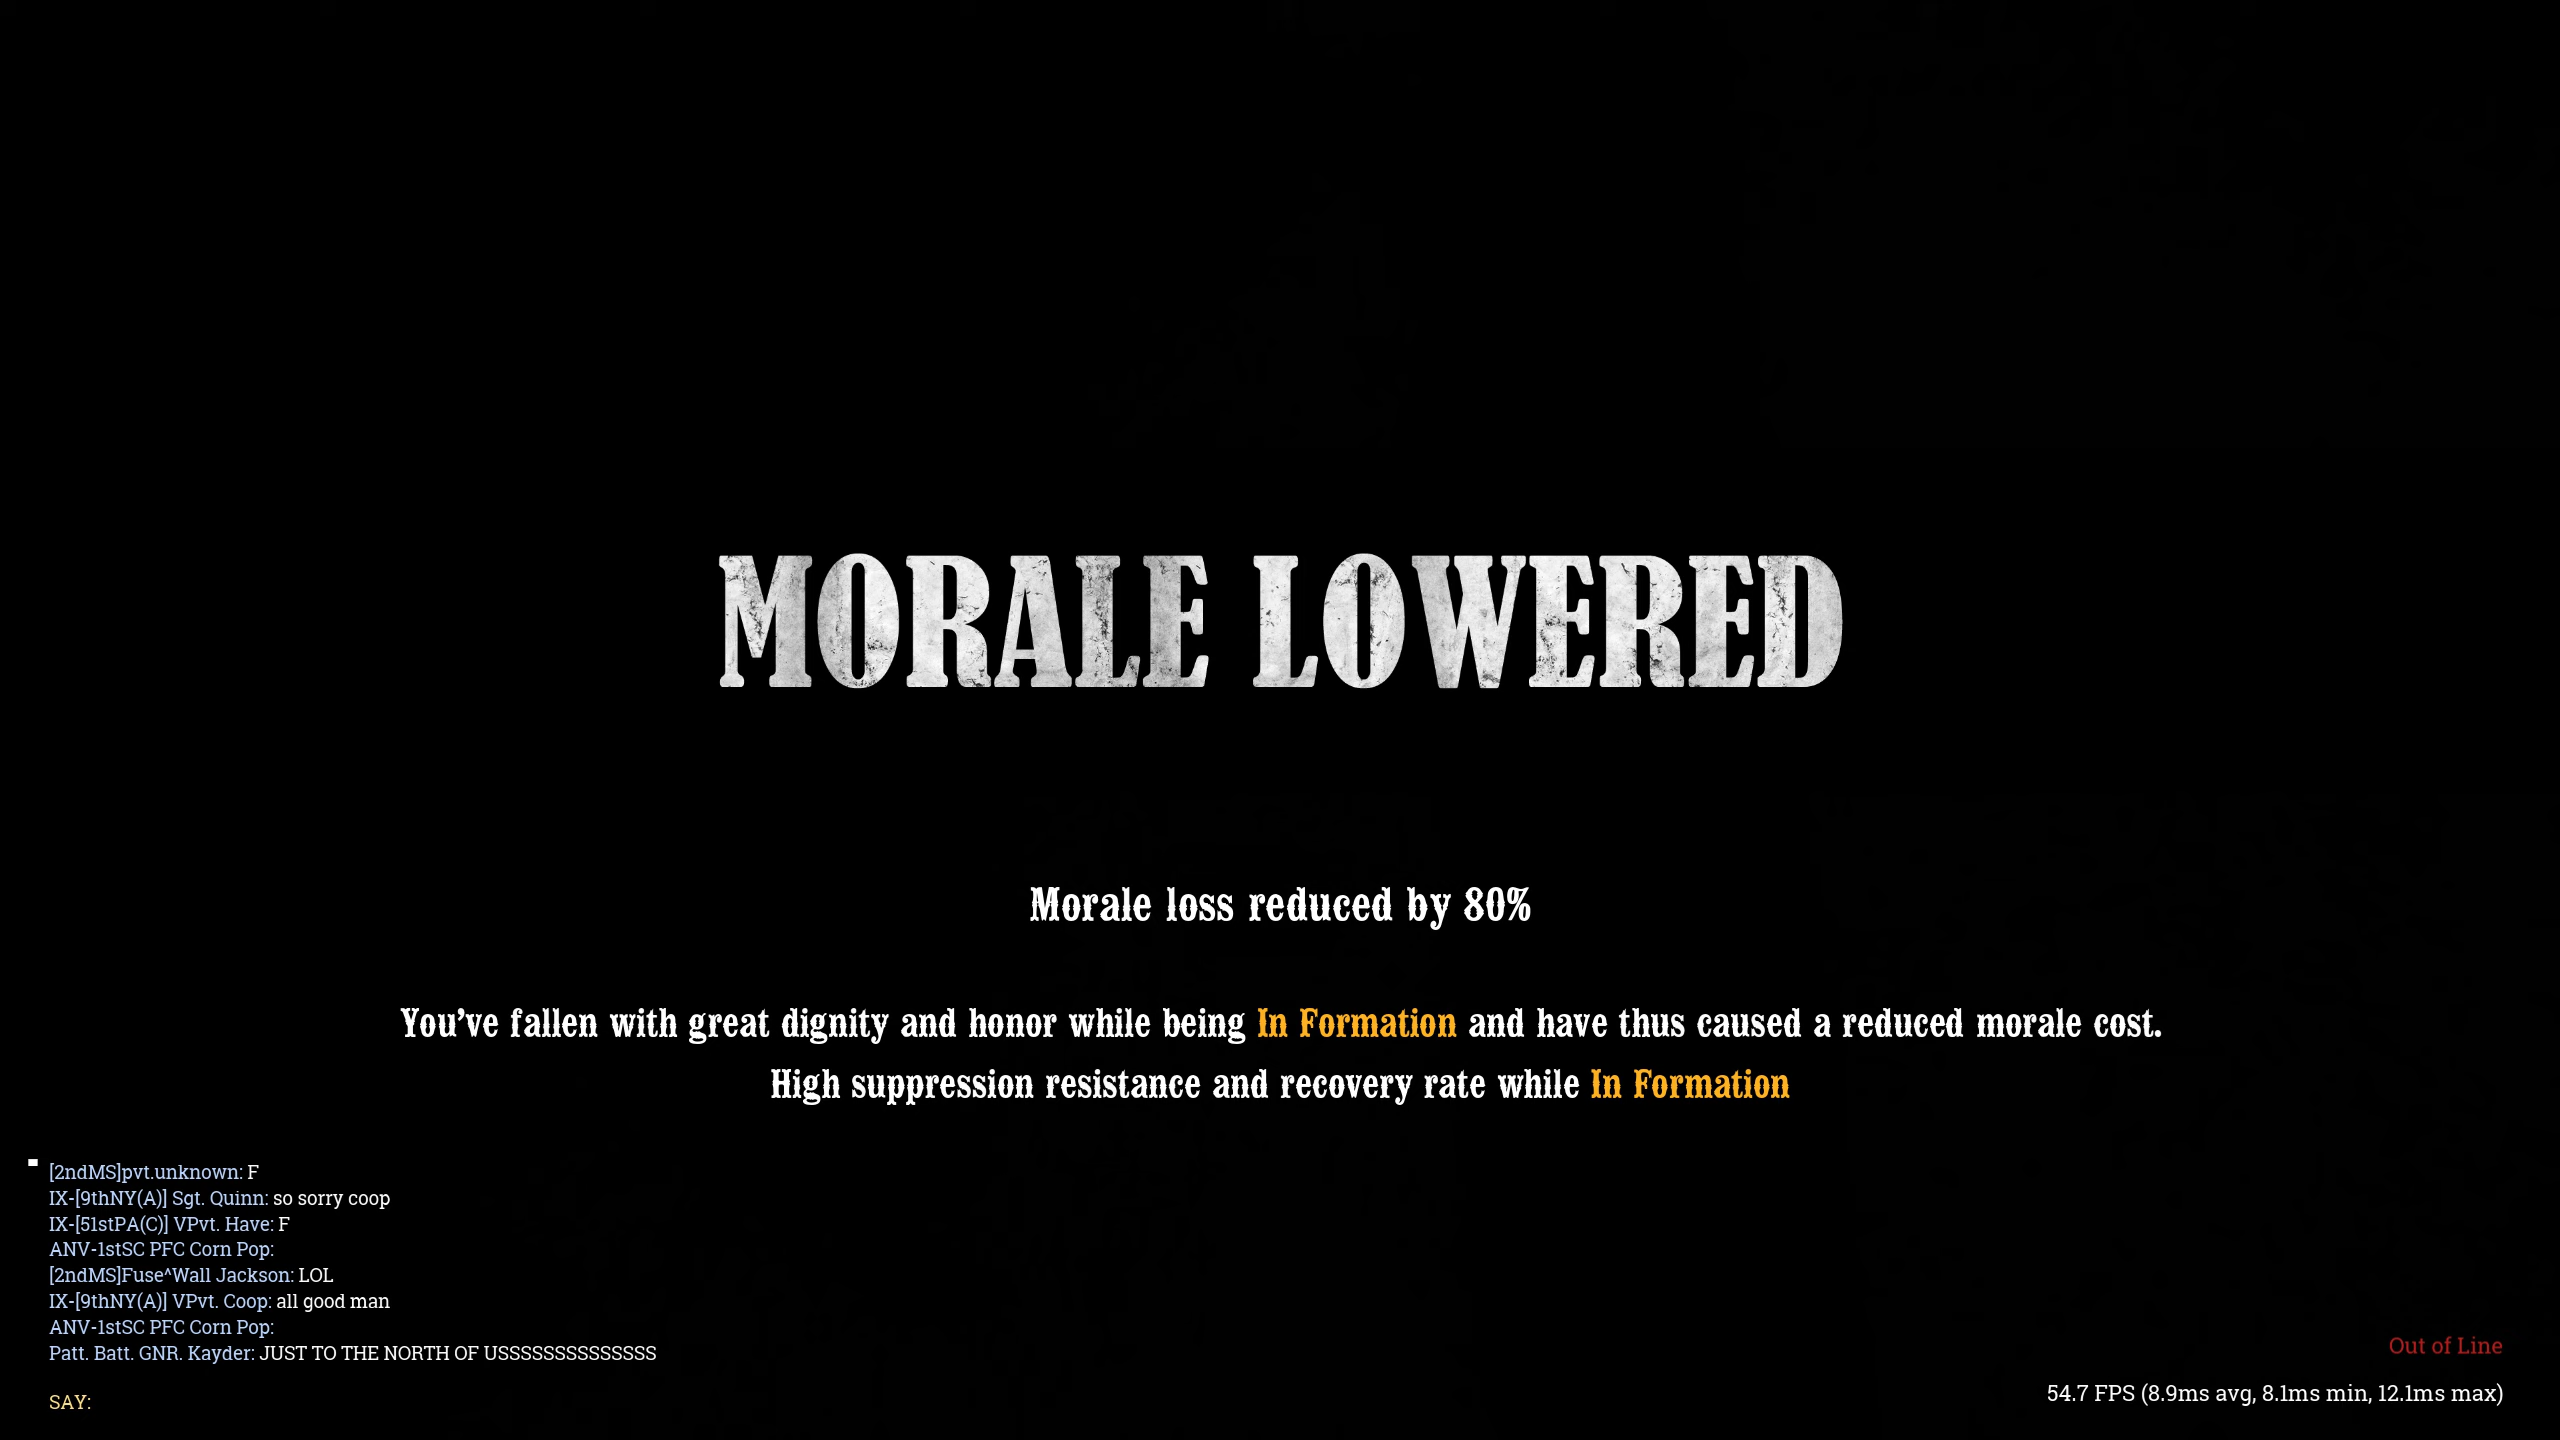 MORALE LOWERED
Morale loss reduced by 80%
You've fallen with great dignity and honor while being In Formation and have thus caused a reduced morale cost.
High suppression resistance and recovery rate while In Formation
[2ndMS]pvt.unknown: F
IX-[9thNY(A)] Sgt. Quinn: so sorry coop
IX-[51stPA(C)] VPvt. Have: F
ANV-1stSC PFC Corn Pop:
[2ndMS]Fuse^Wall Jackson: LOL
IX-[9thNY(A)] VPvt. Coop: all good man
ANV-1stSC PFC Corn Pop:
Patt. Batt. GNR. Kayder: JUST TO THE NORTH OF USSSSSSSSSSSSSS
SAY:
Out of Line
54.7 FPS (8.9ms avg, 8.1ms min, 12.1ms max)